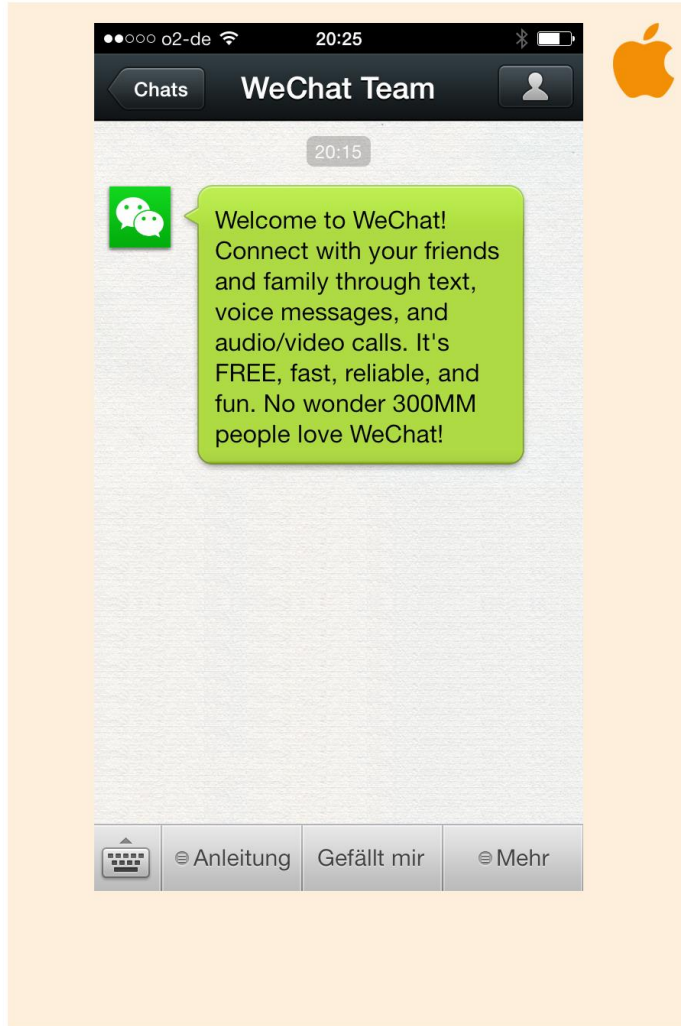 o2-de 20:25
Chats WeChat Team
20:15
Welcome to WeChat!
Connect with your friends
and family through text,
voice messages, and
audio/video calls. It's
FREE, fast, reliable, and
fun. No wonder 300MM
people love WeChat!
Anleitung Gefällt mir Mehr